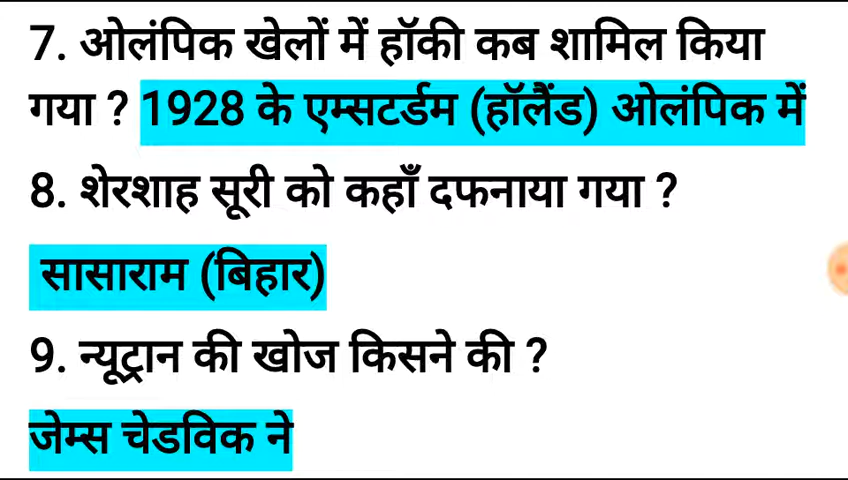 7. ओलंपिक खेलों में हॉकी कब शामिल किया
गया ? 1928 के एम्सटर्डम (हॉलैंड) ओलंपिक में
8. शेरशाह सूरी को कहाँ दफनाया गया ?
सासाराम (बिहार)
9. न्यूट्रान की खोज किसने की ?
जेम्स चेडविक ने